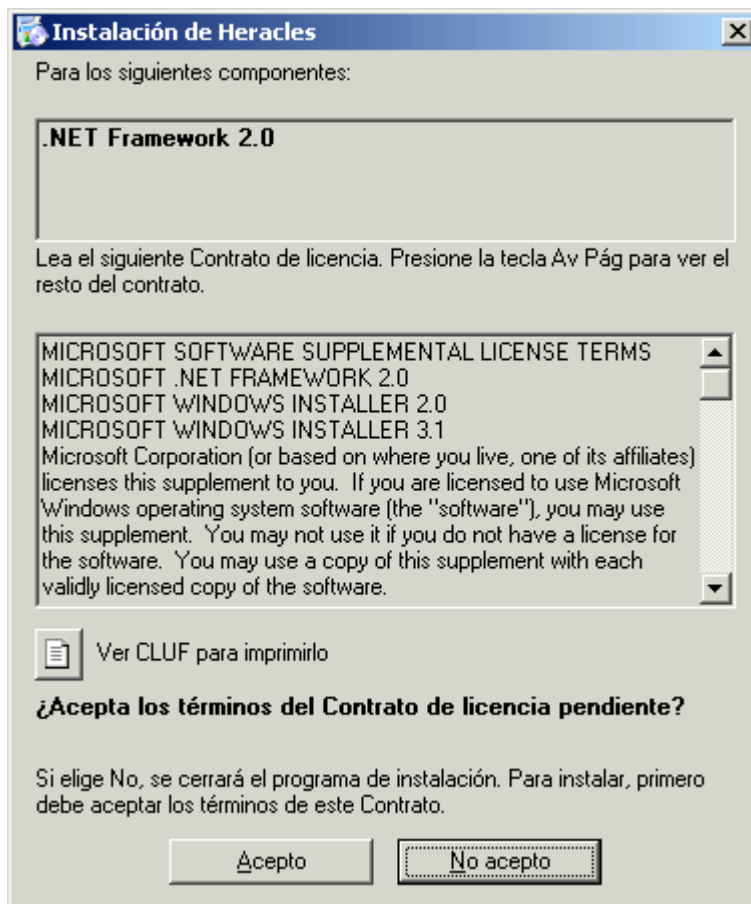 Instalación de Heracles
Para los siguientes componentes:
.NET Framework 2.0
Lea el siguiente Contrato de licencia. Presione la tecla Av Pág para ver el
resto del contrato.
MICROSOFT SOFTWARE SUPPLEMENTAL LICENSE TERMS
MICROSOFT .NET FRAMEWORK 2.0
MICROSOFT WINDOWS INSTALLER 2.0
MICROSOFT WINDOWS INSTALLER 3.1
Microsoft Corporation (or based on where you live, one of its affiliates)
licenses this supplement to you.  If you are licensed to use Microsoft
Windows operating system software (the "software"), you may use
this supplement.  You may not use it if you do not have a license for
the software.  You may use a copy of this supplement with each
validly licensed copy of the software.
Ver CLUF para imprimirlo
¿Acepta los términos del Contrato de licencia pendiente?
Si elige No, se cerrará el programa de instalación. Para instalar, primero
debe aceptar los términos de este Contrato.
Acepto
No acepto